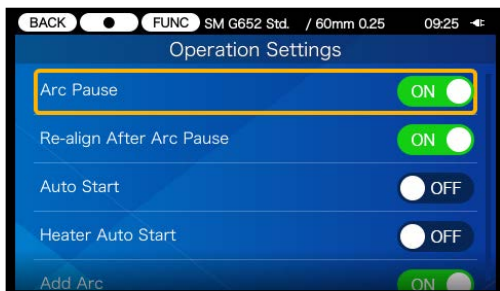 BACK FUNC SM G652 Std. / 60mm 0.25 09:25
Operation Settings
Arc Pause ON
Re-align After Arc Pause ON
Auto Start OFF
Heater Auto Start OFF
Add Arc ON